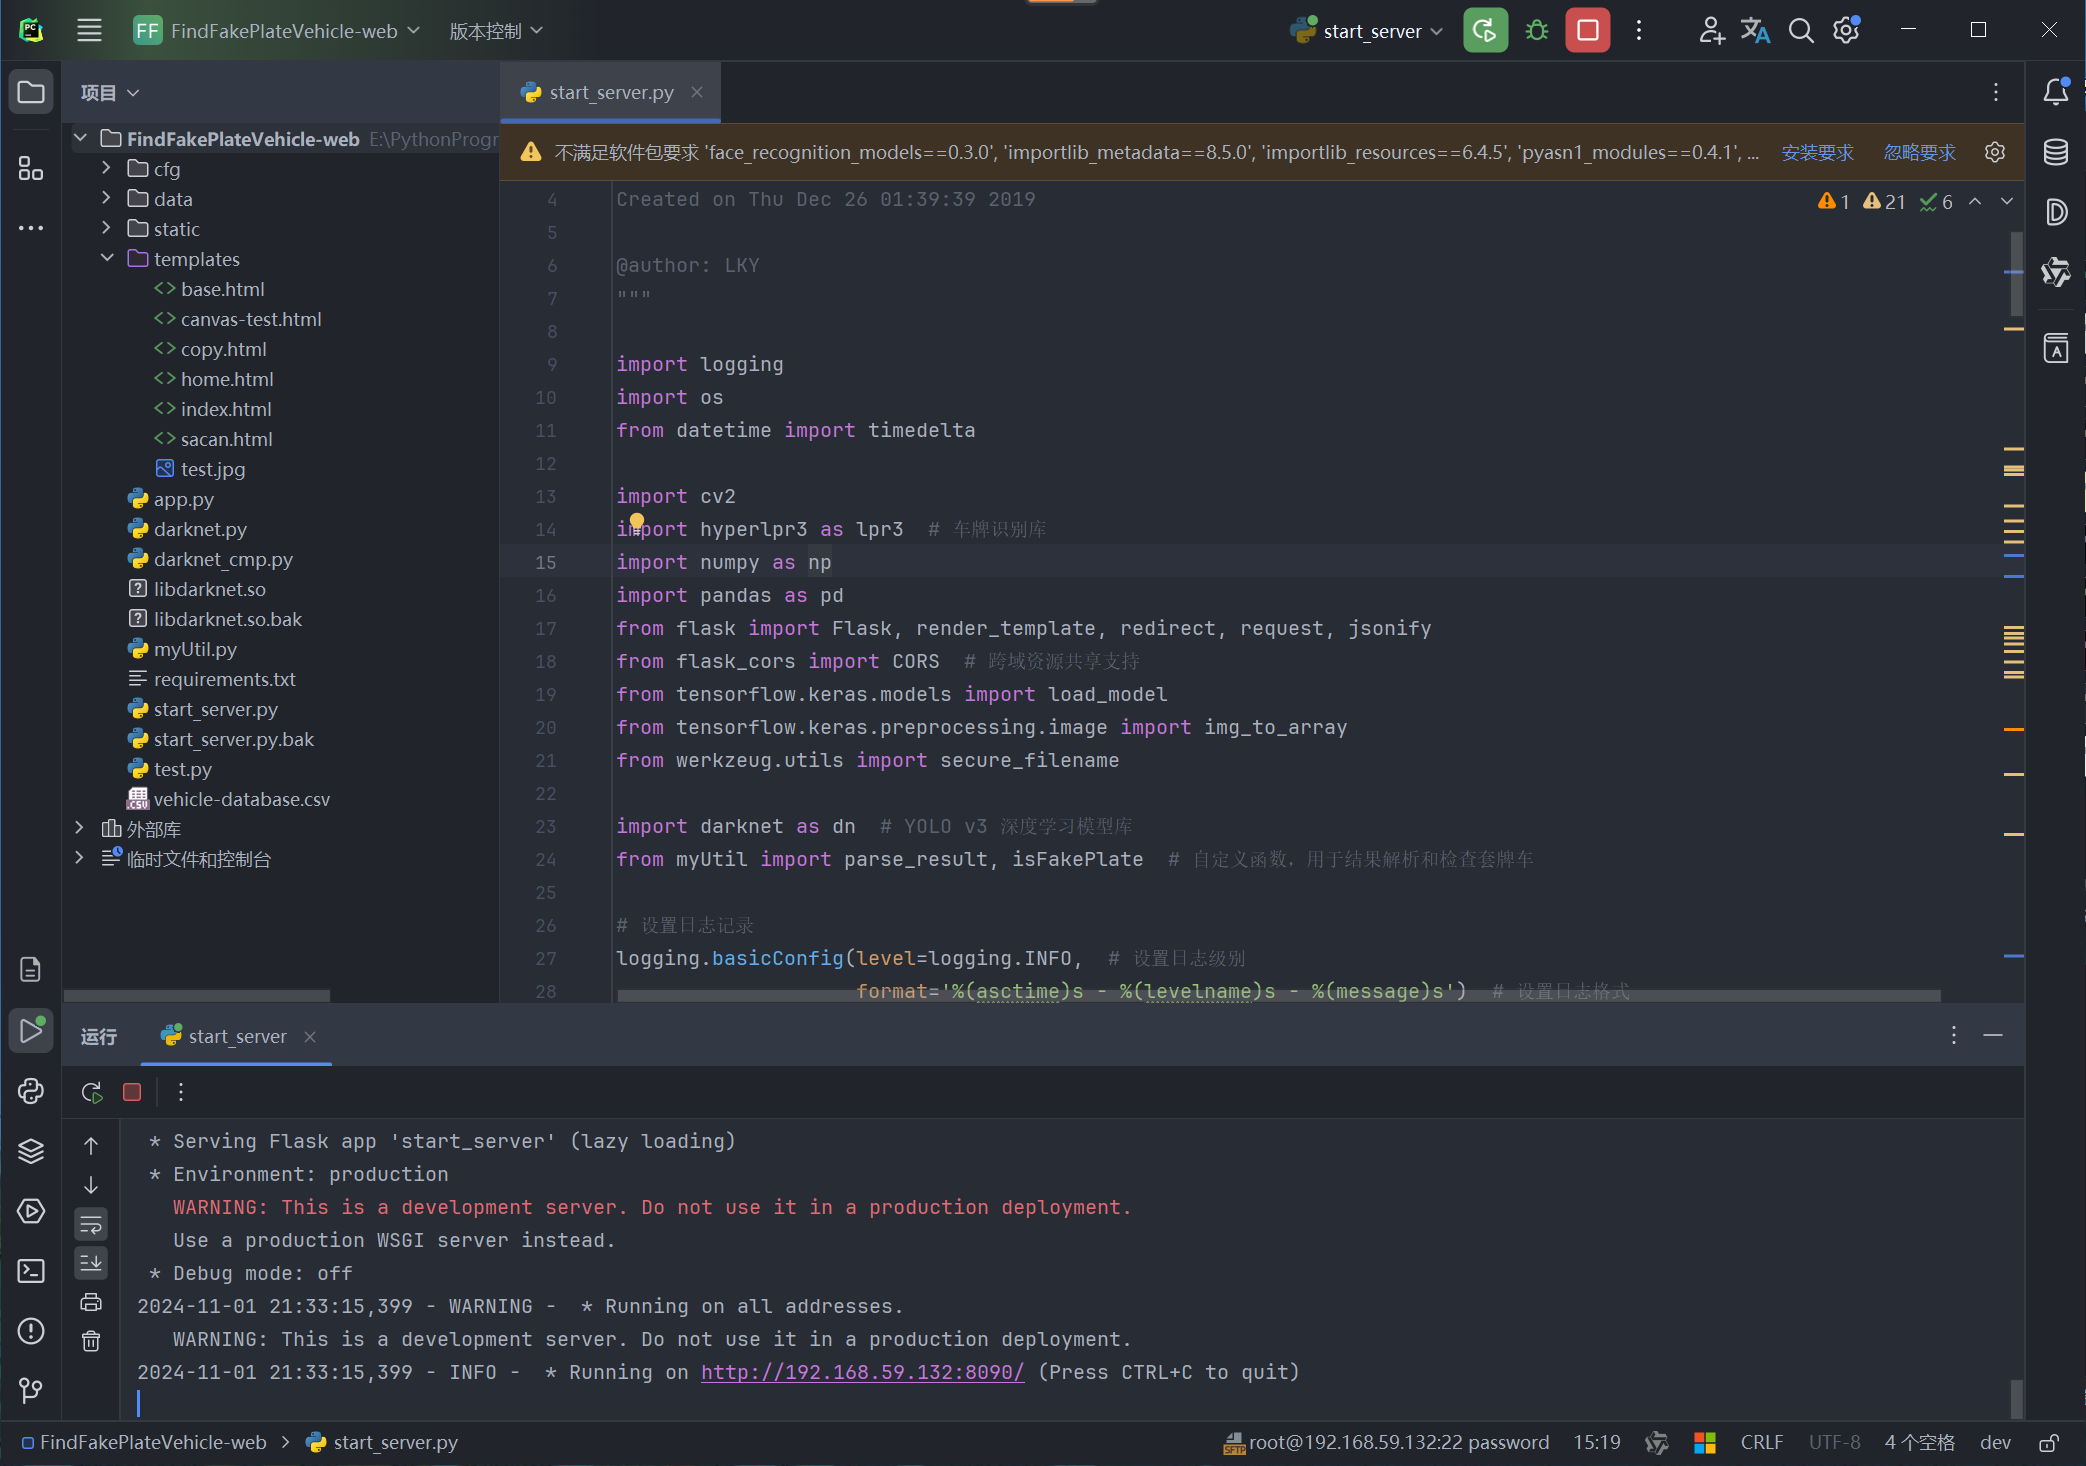 FF FindFakePlateVehicle-web 版本控制 start_server
项目
start_server.py
FindFakePlateVehicle-web E:\PythonProgr
cfg
data
static
templates
base.html
canvas-test.html
copy.html
home.html
index.html
sacan.html
test.jpg
app.py
darknet.py
darknet_cmp.py
libdarknet.so
libdarknet.so.bak
myUtil.py
requirements.txt
start_server.py
start_server.py.bak
test.py
vehicle-database.csv
外部库
临时文件和控制台
不满足软件包要求 'face_recognition_models==0.3.0', 'importlib_metadata==8.5.0', 'importlib_resources==6.4.5', 'pyasn1_modules==0.4.1', ... 安装要求 忽略要求
1 21 6
4 Created on Thu Dec 26 01:39:39 2019
5
6 @author: LKY
7 """
8
9 import logging
10 import os
11 from datetime import timedelta
12
13 import cv2
14 import hyperlpr3 as lpr3 # 车牌识别库
15 import numpy as np
16 import pandas as pd
17 from flask import Flask, render_template, redirect, request, jsonify
18 from flask_cors import CORS # 跨域资源共享支持
19 from tensorflow.keras.models import load_model
20 from tensorflow.keras.preprocessing.image import img_to_array
21 from werkzeug.utils import secure_filename
22
23 import darknet as dn # YOLO v3 深度学习模型库
24 from myUtil import parse_result, isFakePlate # 自定义函数，用于结果解析和检查套牌车
25
26 # 设置日志记录
27 logging.basicConfig(level=logging.INFO, # 设置日志级别
28 format='%(asctime)s - %(levelname)s - %(message)s') # 设置日志格式
运行 start_server
* Serving Flask app 'start_server' (lazy loading)
* Environment: production
WARNING: This is a development server. Do not use it in a production deployment.
Use a production WSGI server instead.
* Debug mode: off
2024-11-01 21:33:15,399 - WARNING -  * Running on all addresses.
WARNING: This is a development server. Do not use it in a production deployment.
2024-11-01 21:33:15,399 - INFO -  * Running on http://192.168.59.132:8090/ (Press CTRL+C to quit)
FindFakePlateVehicle-web > start_server.py SFTP root@192.168.59.132:22 password 15:19 CRLF UTF-8 4 个空格 dev